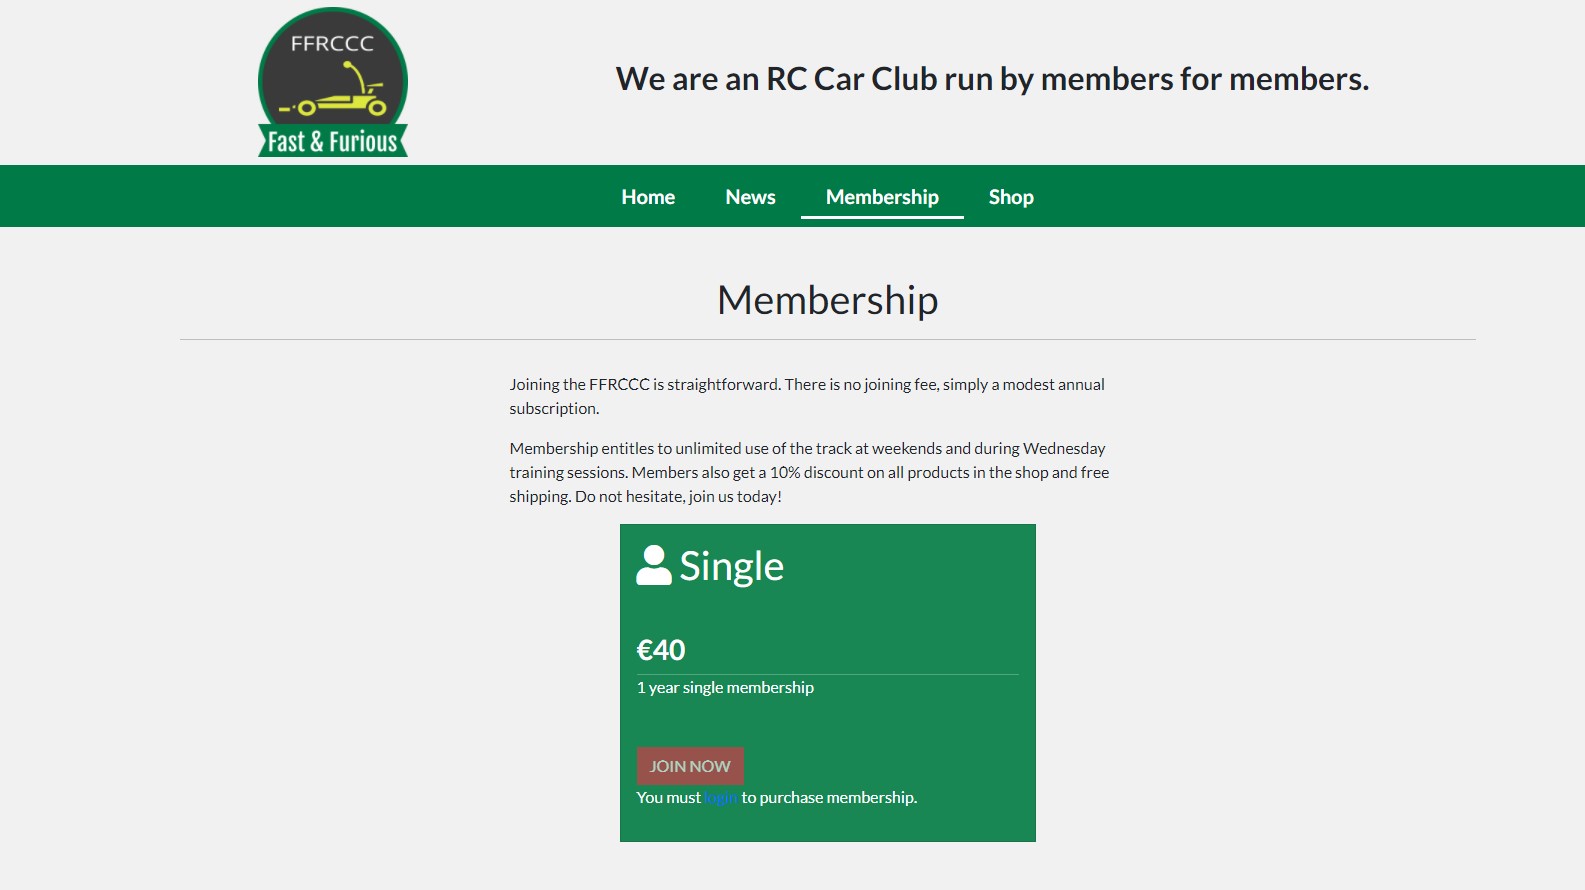 FFRCCC
Fast & Furious
We are an RC Car Club run by members for members.
Home News Membership Shop
Membership
Joining the FFRCCC is straightforward. There is no joining fee, simply a modest annual
subscription.
Membership entitles to unlimited use of the track at weekends and during Wednesday
training sessions. Members also get a 10% discount on all products in the shop and free
shipping. Do not hesitate, join us today!
Single
€40
1 year single membership
JOIN NOW
You must login to purchase membership.